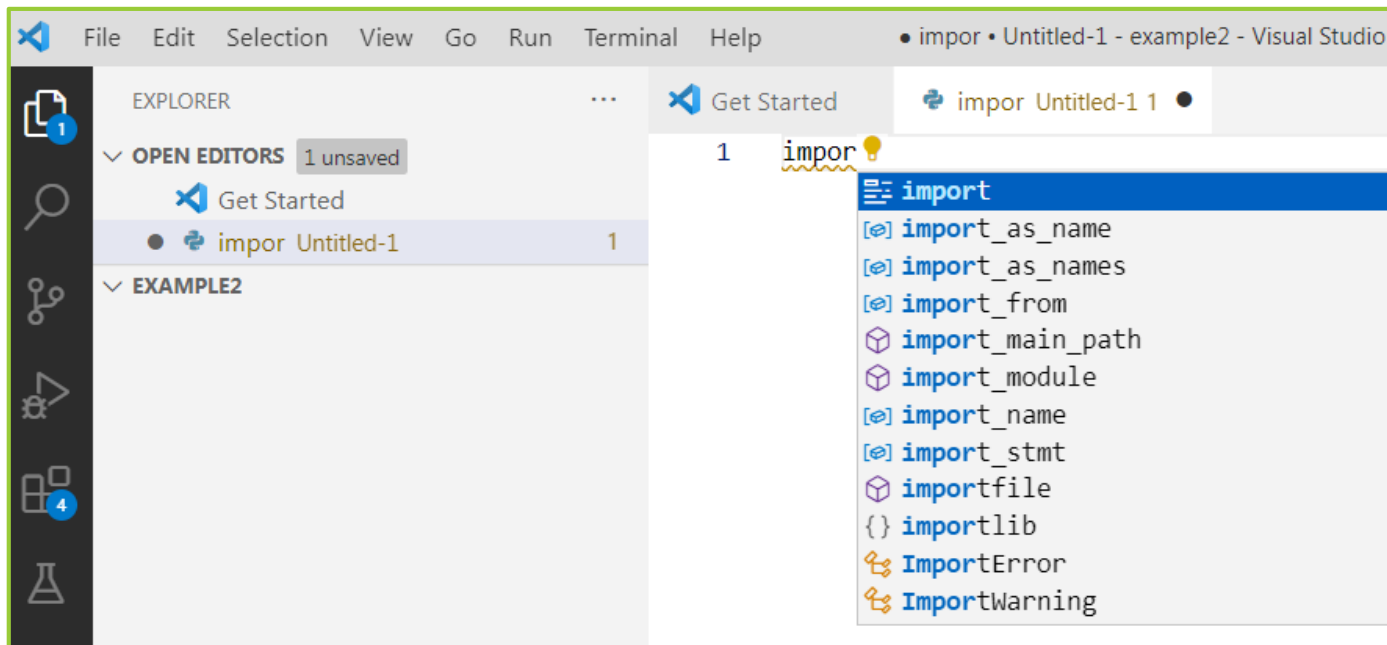 File Edit Selection View Go Run Terminal Help ● impor • Untitled-1 - example2 - Visual Studio
EXPLORER ...
OPEN EDITORS 1 unsaved
Get Started
● impor Untitled-1 1
EXAMPLE2
1
4
Get Started impor Untitled-1 1 ●
1 impor
import
import_as_name
import_as_names
import_from
import_main_path
import_module
import_name
import_stmt
importfile
{} importlib
ImportError
ImportWarning